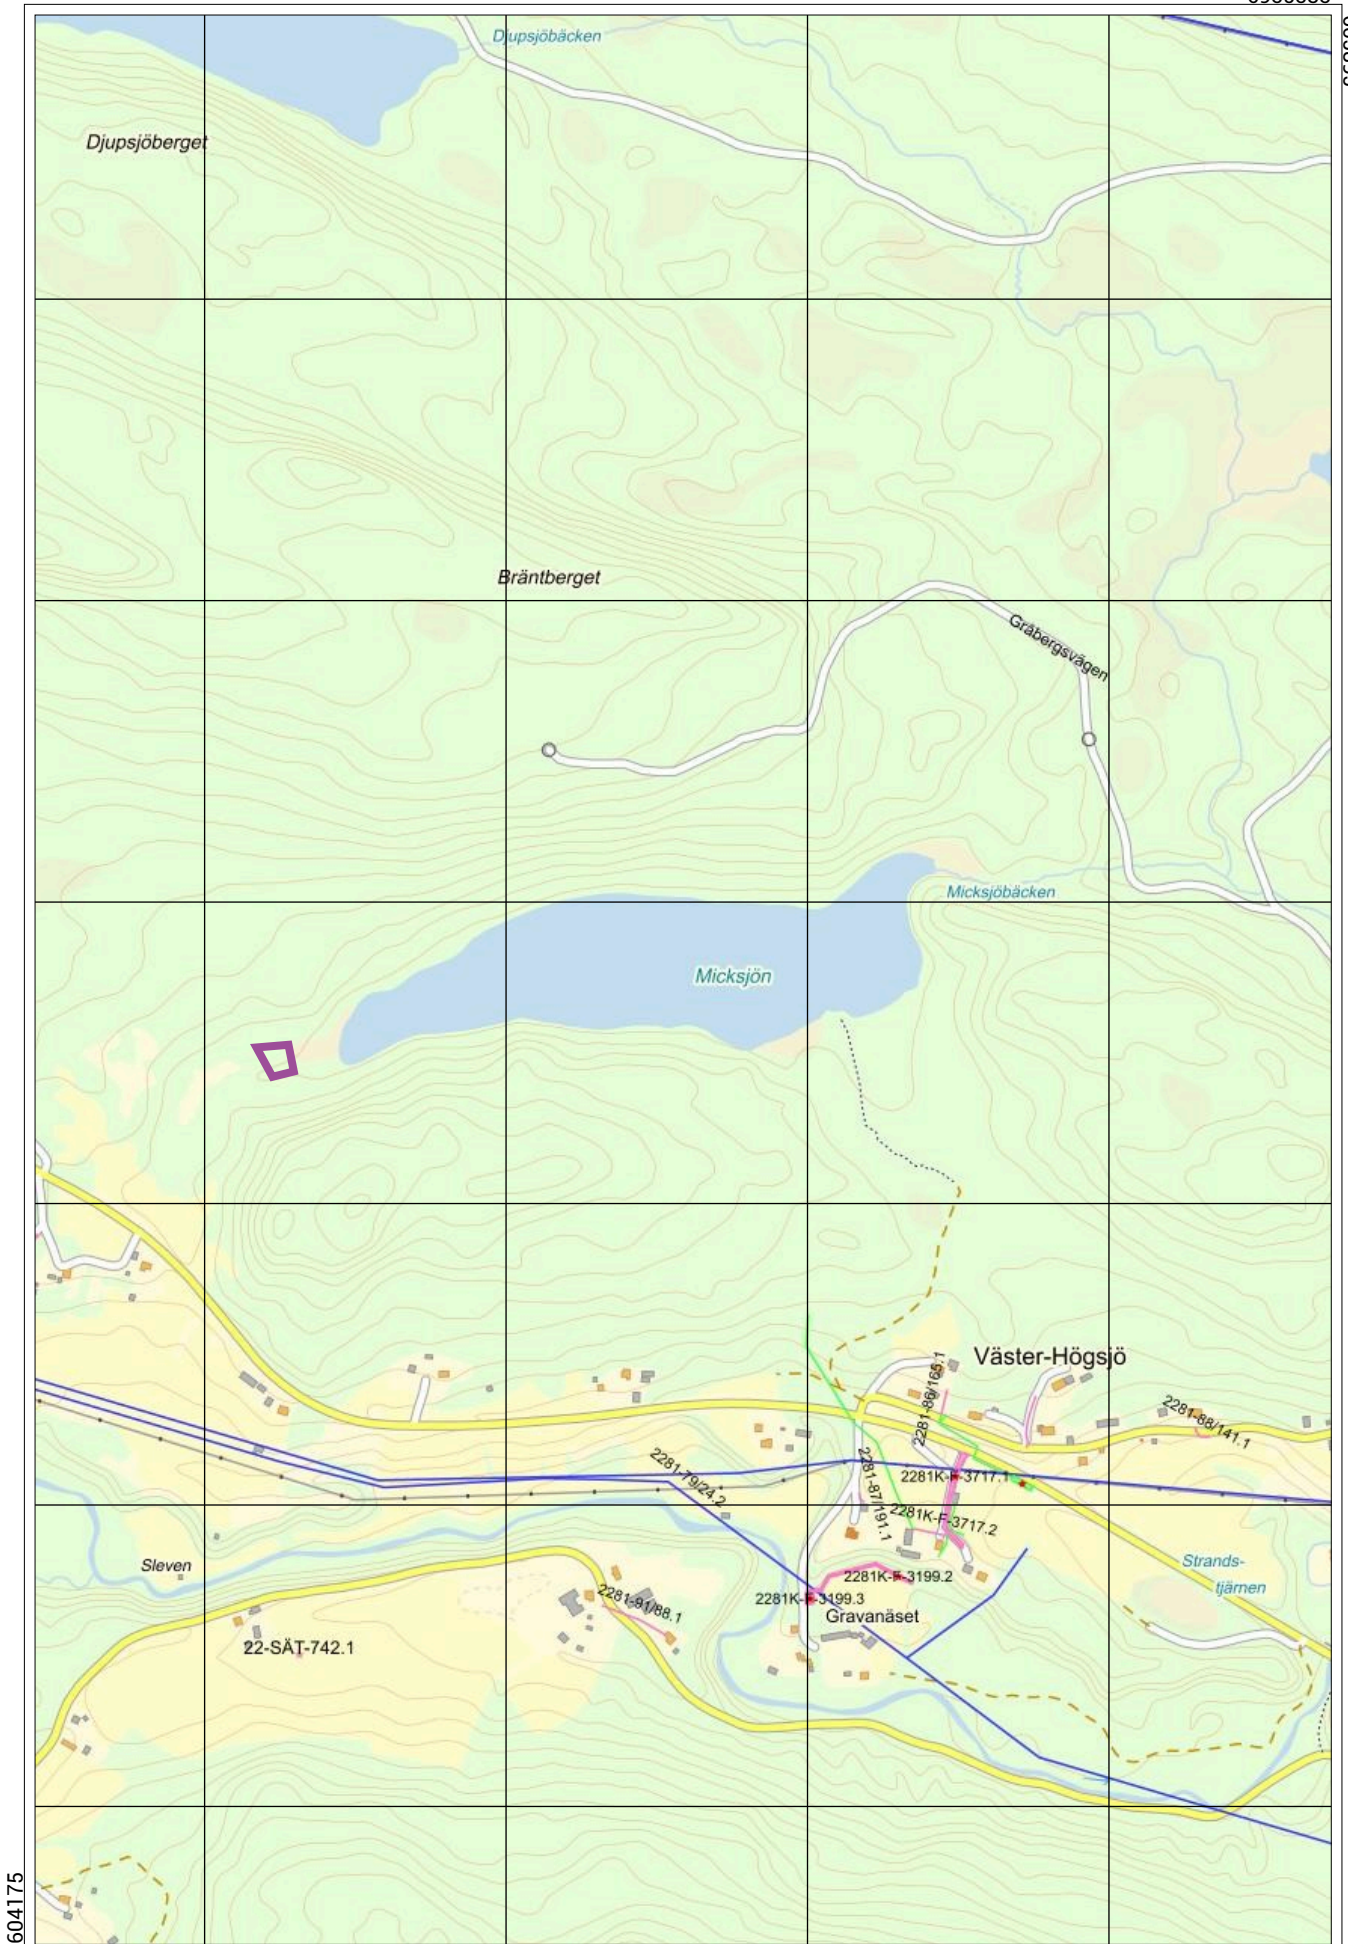 Djupsjöbäcken
Djupsjöberget
Bräntberget
Gråbergsvägen
Micksjöbäcken
Micksjön
Väster-Högsjö
2281-86/165.1
2281-88/141.1
2281-79/24.2
2281-87/191.1
2281K-F-3717.1
2281K-F-3717.2
Sleven
Strands-
tjärnen
2281K-F-3199.2
2281K-F-3199.3
2281-91/88.1
Gravanäset
22-SÄT-742.1
604175